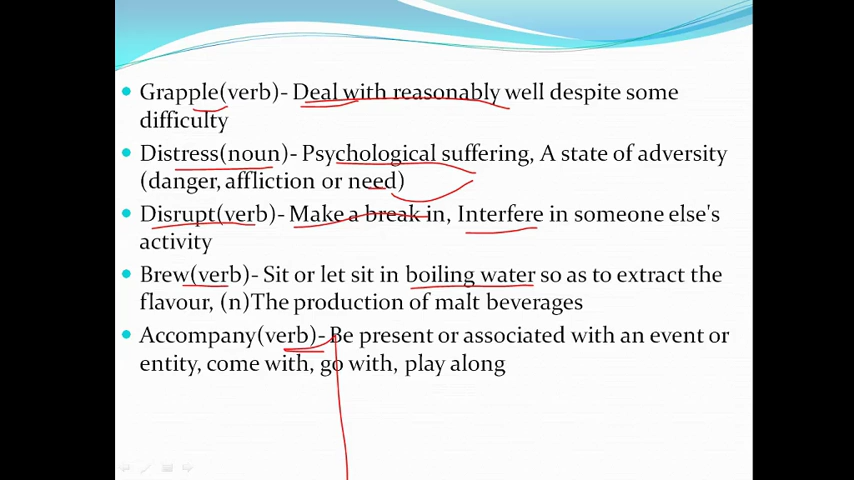 Grapple(verb)- Deal with reasonably well despite some
difficulty
Distress(noun)- Psychological suffering, A state of adversity
(danger, affliction or need)
Disrupt(verb)- Make a break in, Interfere in someone else's
activity
Brew(verb)- Sit or let sit in boiling water so as to extract the
flavour, (n)The production of malt beverages
Accompany(verb)- Be present or associated with an event or
entity, come with, go with, play along